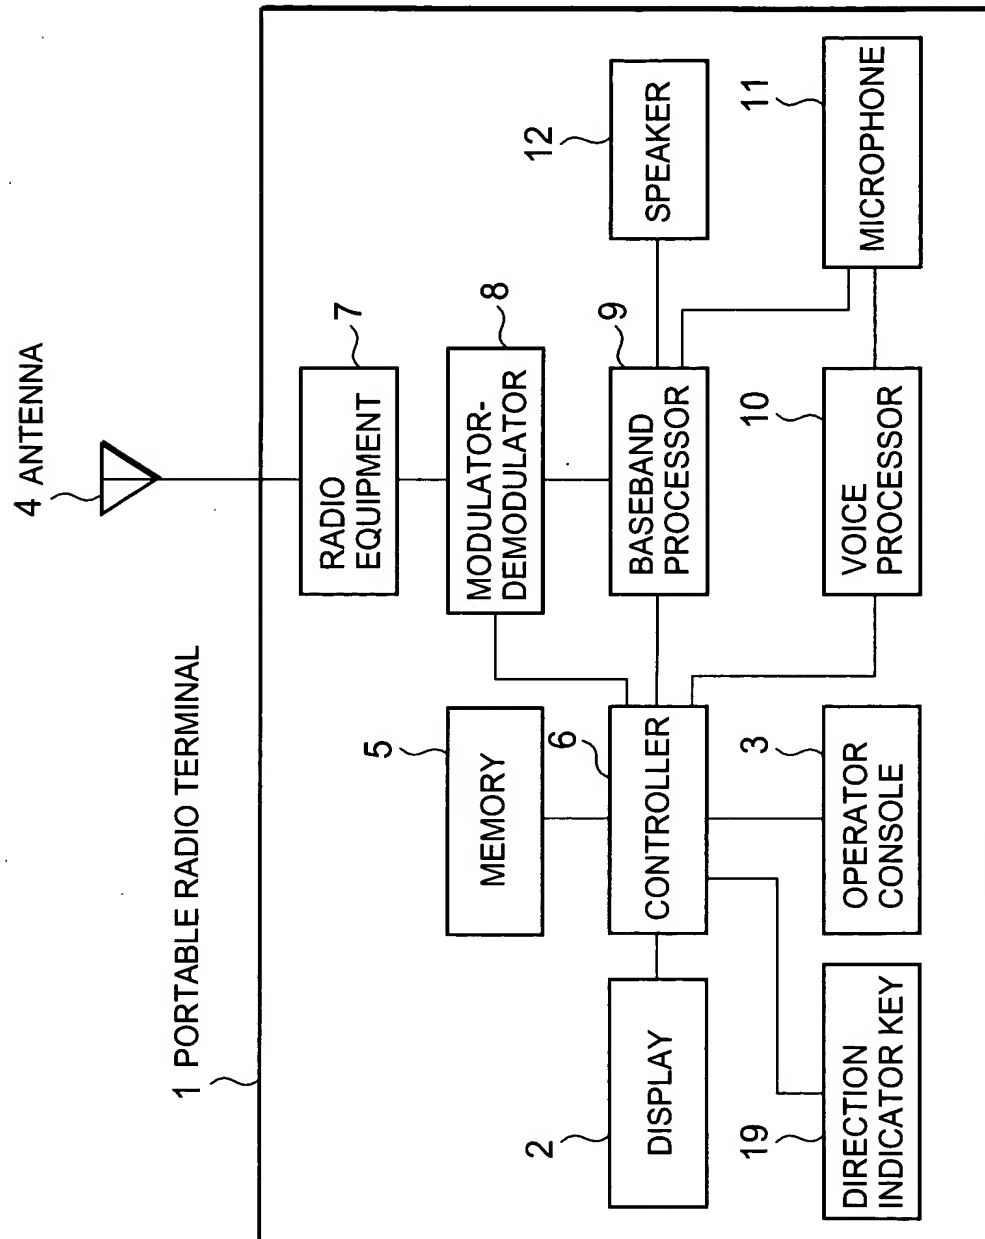 1 PORTABLE RADIO TERMINAL
4 ANTENNA
7
RADIO
EQUIPMENT
5
MEMORY
8
MODULATOR-
DEMODULATOR
2
DISPLAY
6
CONTROLLER
9
BASEBAND
PROCESSOR
12
SPEAKER
19
DIRECTION
INDICATOR KEY
3
OPERATOR
CONSOLE
10
VOICE
PROCESSOR
11
MICROPHONE